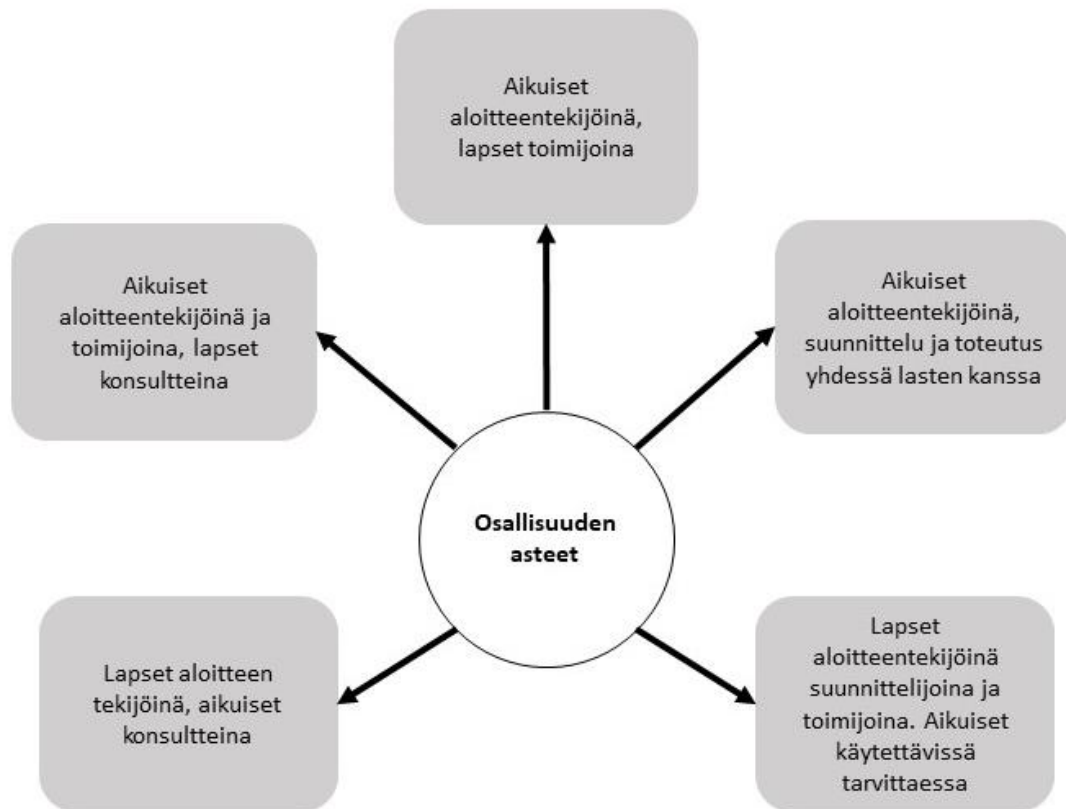 Aikuiset
aloitteentekijöinä,
lapset toimijoina
Aikuiset
aloitteentekijöinä ja
toimijoina, lapset
konsultteina
Aikuiset
aloitteentekijöinä,
suunnittelu ja toteutus
yhdessä lasten kanssa
Osallisuuden
asteet
Lapset aloitteen
tekijöinä, aikuiset
konsultteina
Lapset
aloitteentekijöinä
suunnittelijoina ja
toimijoina. Aikuiset
käytettävissä
tarvittaessa